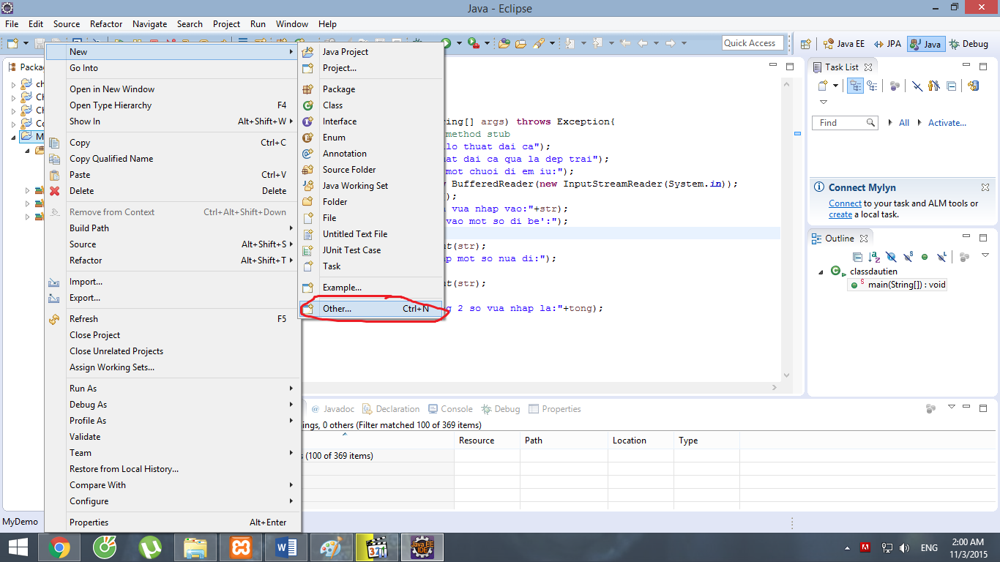 Java - Eclipse
File Edit Source Refactor Navigate Search Project Run Window Help
Quick Access
Java EE
JPA
Java
Debug
New
Go Into
Open in New Window
Open Type Hierarchy F4
Show In Alt+Shift+W
Copy Ctrl+C
Copy Qualified Name
Paste Ctrl+V
Delete Delete
Remove from Context Ctrl+Alt+Shift+Down
Build Path
Source Alt+Shift+S
Refactor Alt+Shift+T
Import...
Export...
Refresh F5
Close Project
Close Unrelated Projects
Assign Working Sets...
Run As
Debug As
Profile As
Validate
Team
Restore from Local History...
Compare With
Configure
Properties Alt+Enter
Java Project
Project...
Package
Class
Interface
Enum
Annotation
Source Folder
Java Working Set
Folder
File
Untitled Text File
JUnit Test Case
Task
Example...
Other... Ctrl+N
ring[] args) throws Exception{
method stub
lo thuat dai ca");
at dai ca qua la dep trai");
mot chuoi di em iu:");
BufferedReader(new InputStreamReader(System.in));
);
vua nhap vao:"+str);
vao mot so di be':");
t(str);
p mot so nua di:");
t(str);
g 2 so vua nhap la:"+tong);
Task List
Find
All
Activate...
Connect Mylyn
Connect to your task and ALM tools or
create a local task.
Outline
classdautien
main(String[]) : void
@ Javadoc
Declaration
Console
Debug
Properties
ings, 0 others (Filter matched 100 of 369 items)
Resource Path Location Type
(100 of 369 items)
MyDemo
ENG
2:00 AM
11/3/2015